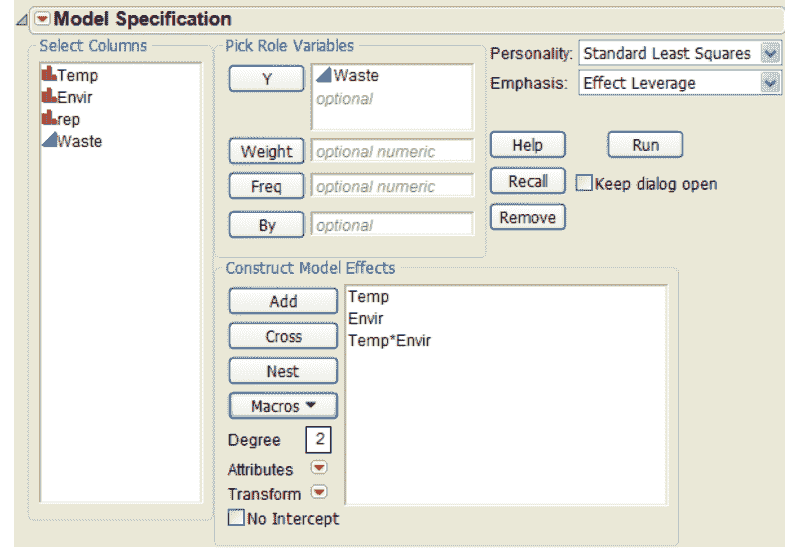 Model Specification
Select Columns
Temp
Envir
rep
Waste
Pick Role Variables
Y
Waste
optional
Weight
optional numeric
Freq
optional numeric
By
optional
Personality: Standard Least Squares
Emphasis: Effect Leverage
Help
Run
Recall
Keep dialog open
Remove
Construct Model Effects
Add
Cross
Nest
Macros
Degree 2
Attributes
Transform
No Intercept
Temp
Envir
Temp*Envir